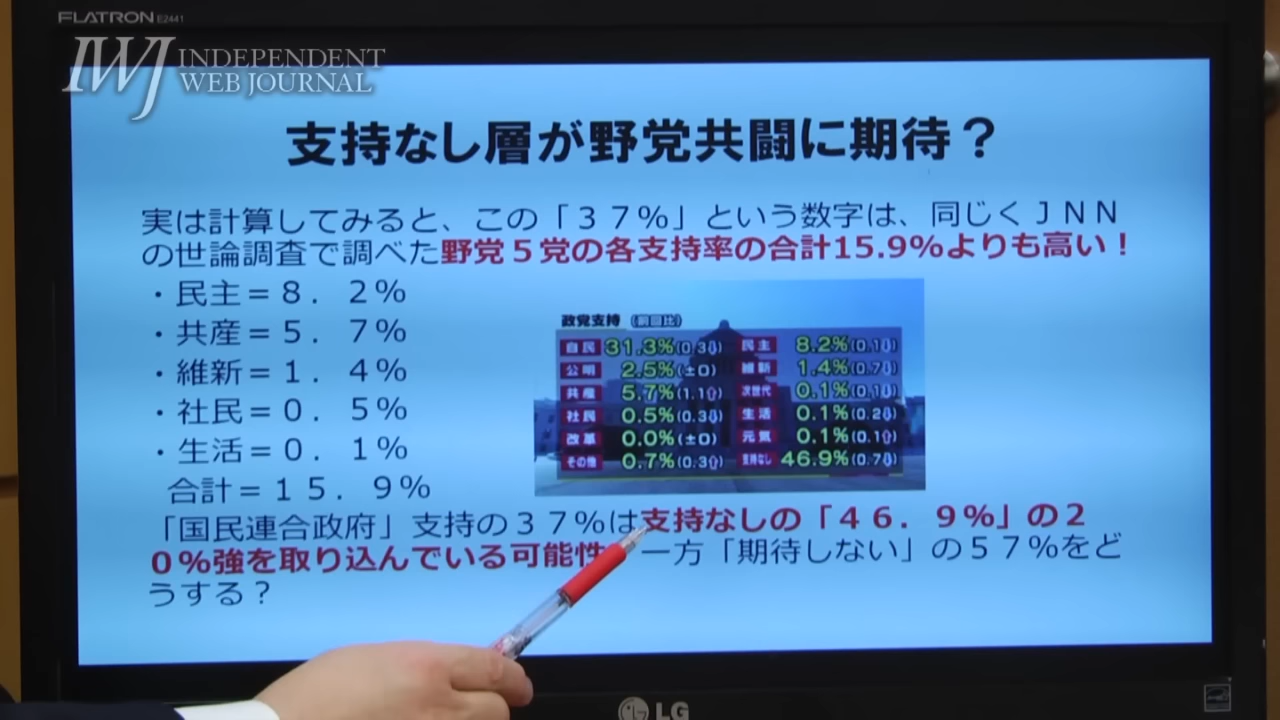 FLATRON E2441
IWJ INDEPENDENT
WEB JOURNAL
支持なし層が野党共闘に期待？
実は計算してみると、この「３７%」という数字は、同じくＪＮＮ
の世論調査で調べた野党５党の各支持率の合計15.9%よりも高い！
・民主＝８．２%
・共産＝５．７%
・維新＝１．４%
・社民＝０．５%
・生活＝０．１%
合計＝１５．９%
政党支持 (前回比)
自民 31.3%(0.3⇩) 民主 8.2%(0.1⇩)
公明 2.5%(±0) 維新 1.4%(0.7⇩)
共産 5.7%(1.1⇧) 次世代 0.1%(0.1⇩)
社民 0.5%(0.3⇩) 生活 0.1%(0.2⇩)
改革 0.0%(±0) 元気 0.1%(0.1⇧)
その他 0.7%(0.3⇧) 支持なし 46.9%(0.7⇩)
「国民連合政府」支持の３７%は支持なしの「４６．９%」の２
０%強を取り込んでいる可能性 一方「期待しない」の５７%をど
うする？
LG